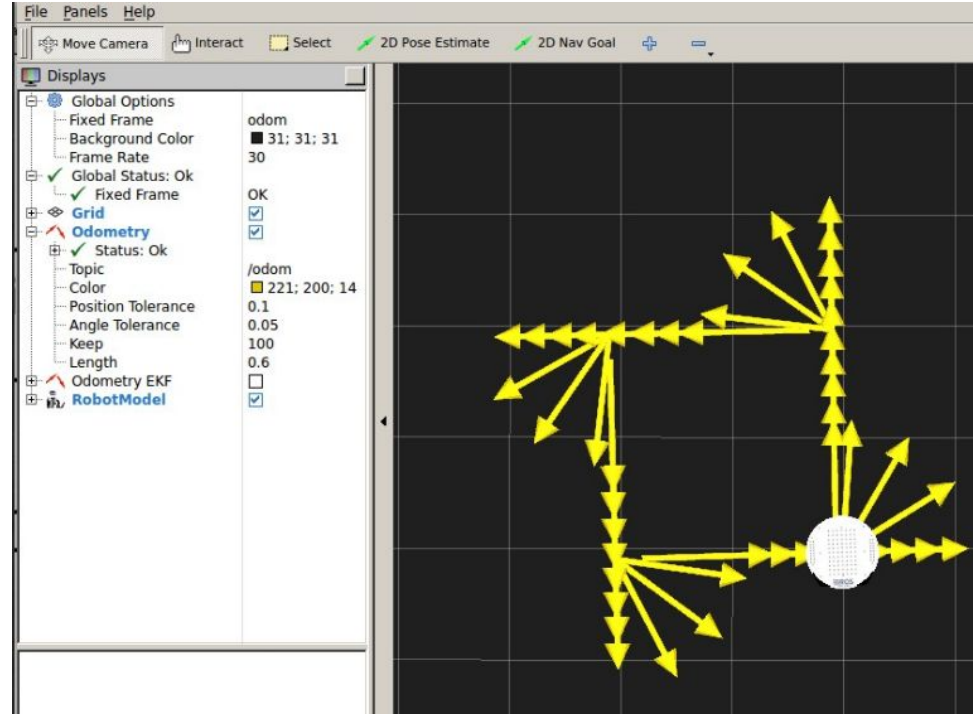 File Panels Help
Move Camera Interact Select 2D Pose Estimate 2D Nav Goal
Displays
Global Options
Fixed Frame odom
Background Color 31; 31; 31
Frame Rate 30
Global Status: Ok
Fixed Frame OK
Grid
Odometry
Status: Ok
Topic /odom
Color 221; 200; 14
Position Tolerance 0.1
Angle Tolerance 0.05
Keep 100
Length 0.6
Odometry EKF
RobotModel